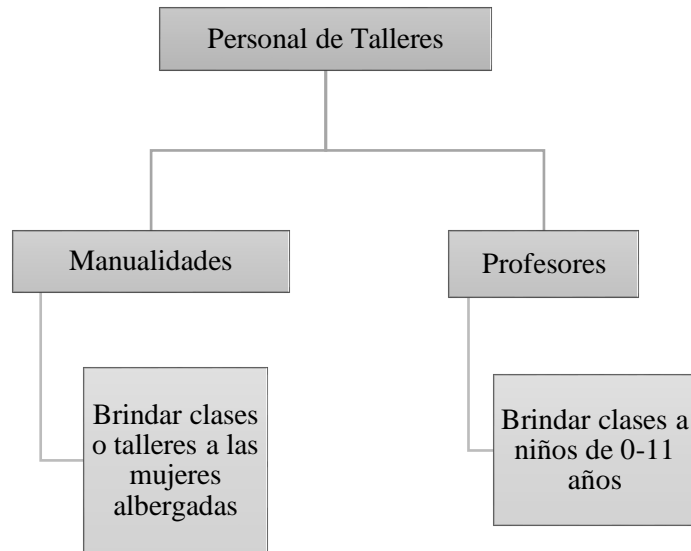 Personal de Talleres
Manualidades
Profesores
Brindar clases
o talleres a las
mujeres
albergadas
Brindar clases a
niños de 0-11
años